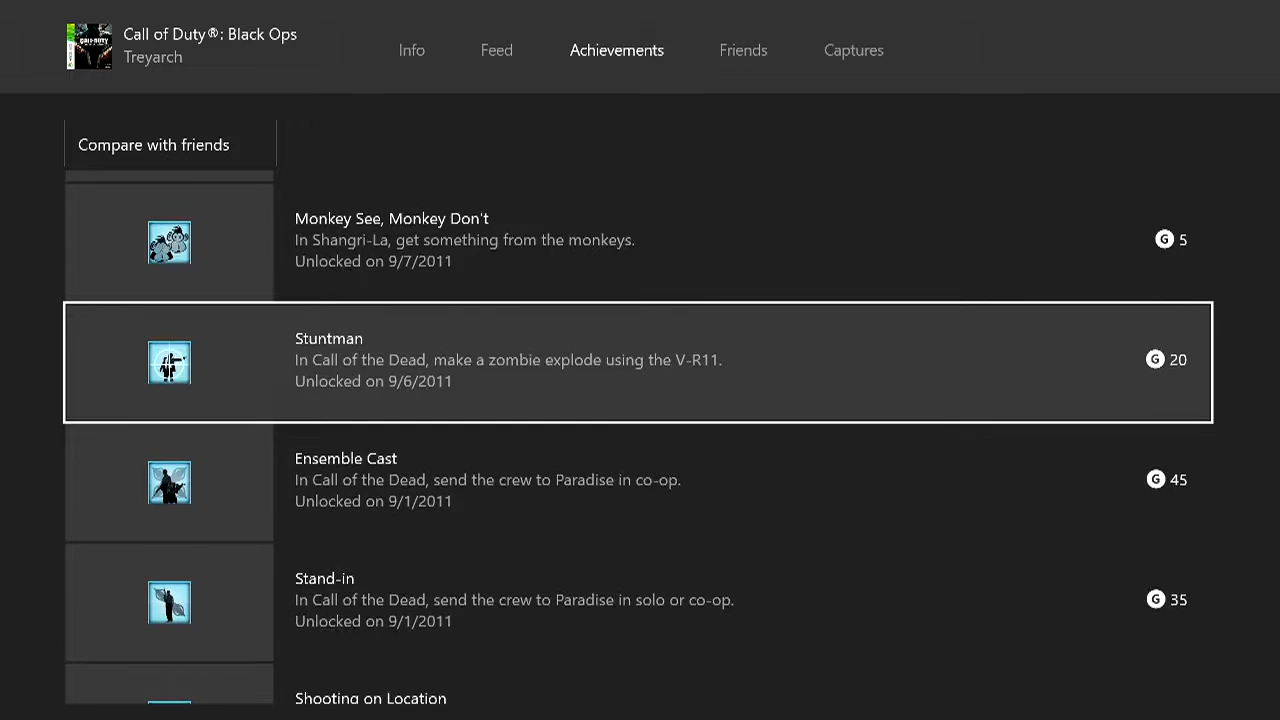 Call of Duty®: Black Ops
Treyarch
Info
Feed
Achievements
Friends
Captures
Compare with friends
Monkey See, Monkey Don't
In Shangri-La, get something from the monkeys.
Unlocked on 9/7/2011
G 5
Stuntman
In Call of the Dead, make a zombie explode using the V-R11.
Unlocked on 9/6/2011
G 20
Ensemble Cast
In Call of the Dead, send the crew to Paradise in co-op.
Unlocked on 9/1/2011
G 45
Stand-in
In Call of the Dead, send the crew to Paradise in solo or co-op.
Unlocked on 9/1/2011
G 35
Shooting on Location